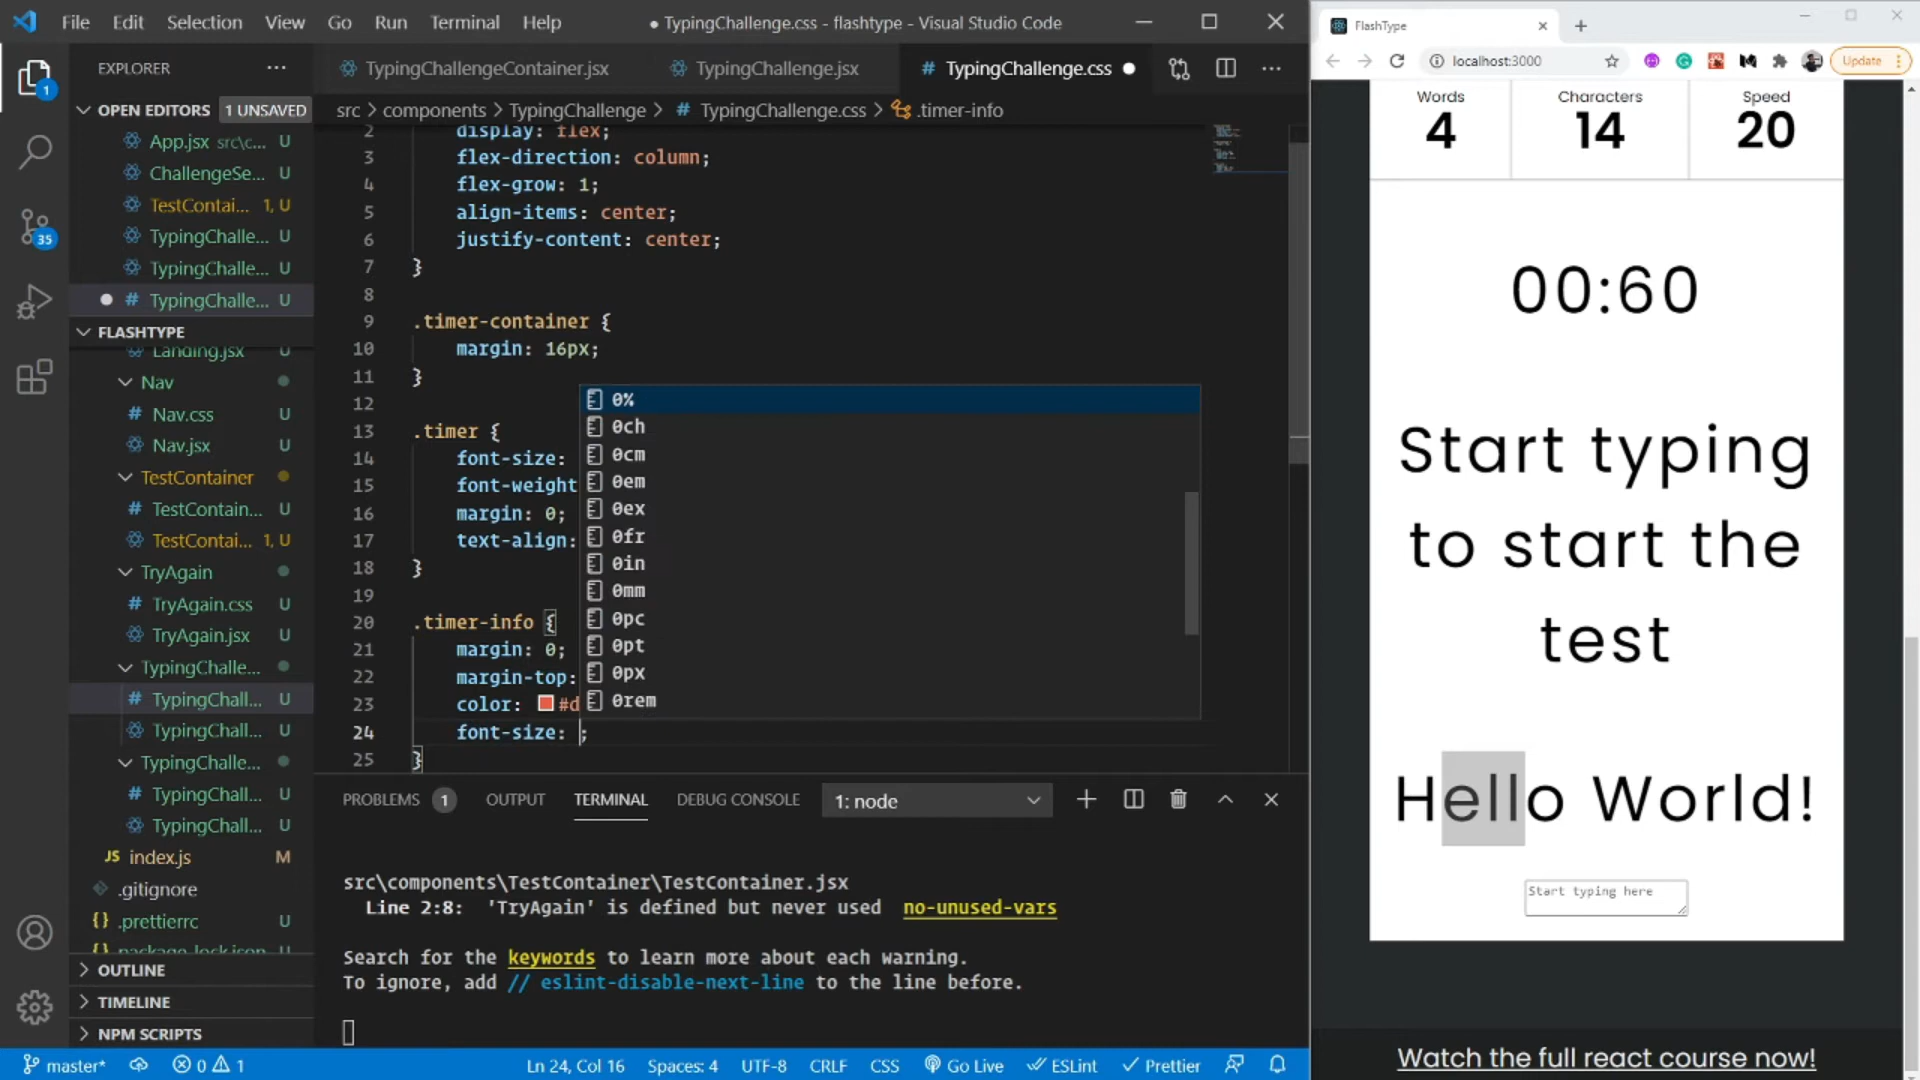 File Edit Selection View Go Run Terminal Help
● TypingChallenge.css - flashtype - Visual Studio Code
EXPLORER
OPEN EDITORS 1 UNSAVED
App.jsx src\c... U
ChallengeSe... U
TestContai... 1, U
TypingChalle... U
TypingChalle... U
TypingChalle... U
FLASHTYPE
Landing.jsx U
Nav
Nav.css U
Nav.jsx U
TestContainer
TestContain... U
TestContai... 1, U
TryAgain
TryAgain.css U
TryAgain.jsx U
TypingChalle...
TypingChall... U
TypingChall... U
TypingChalle...
TypingChall... U
TypingChall... U
JS index.js M
.gitignore
{} .prettierrc U
{} package-lock.json U
OUTLINE
TIMELINE
NPM SCRIPTS
1
35
TypingChallengeContainer.jsx TypingChallenge.jsx # TypingChallenge.css
src > components > TypingChallenge > # TypingChallenge.css > .timer-info
2 display: flex;
3 flex-direction: column;
4 flex-grow: 1;
5 align-items: center;
6 justify-content: center;
7 }
8
9 .timer-container {
10 margin: 16px;
11 }
12
13 .timer {
14 font-size:
15 font-weight
16 margin: 0;
17 text-align:
18 }
19
20 .timer-info {
21 margin: 0;
22 margin-top:
23 color: #d
24 font-size: ;
25 }
0%
0ch
0cm
0em
0ex
0fr
0in
0mm
0pc
0pt
0px
0rem
PROBLEMS 1 OUTPUT TERMINAL DEBUG CONSOLE 1: node
src\components\TestContainer\TestContainer.jsx
Line 2:8: 'TryAgain' is defined but never used no-unused-vars
Search for the keywords to learn more about each warning.
To ignore, add // eslint-disable-next-line to the line before.
master* 0 1 Ln 24, Col 16 Spaces: 4 UTF-8 CRLF CSS Go Live ESLint Prettier
FlashType
localhost:3000 Update
Words Characters Speed
4 14 20
00:60
Start typing
to start the
test
Hello World!
Start typing here
Watch the full react course now!